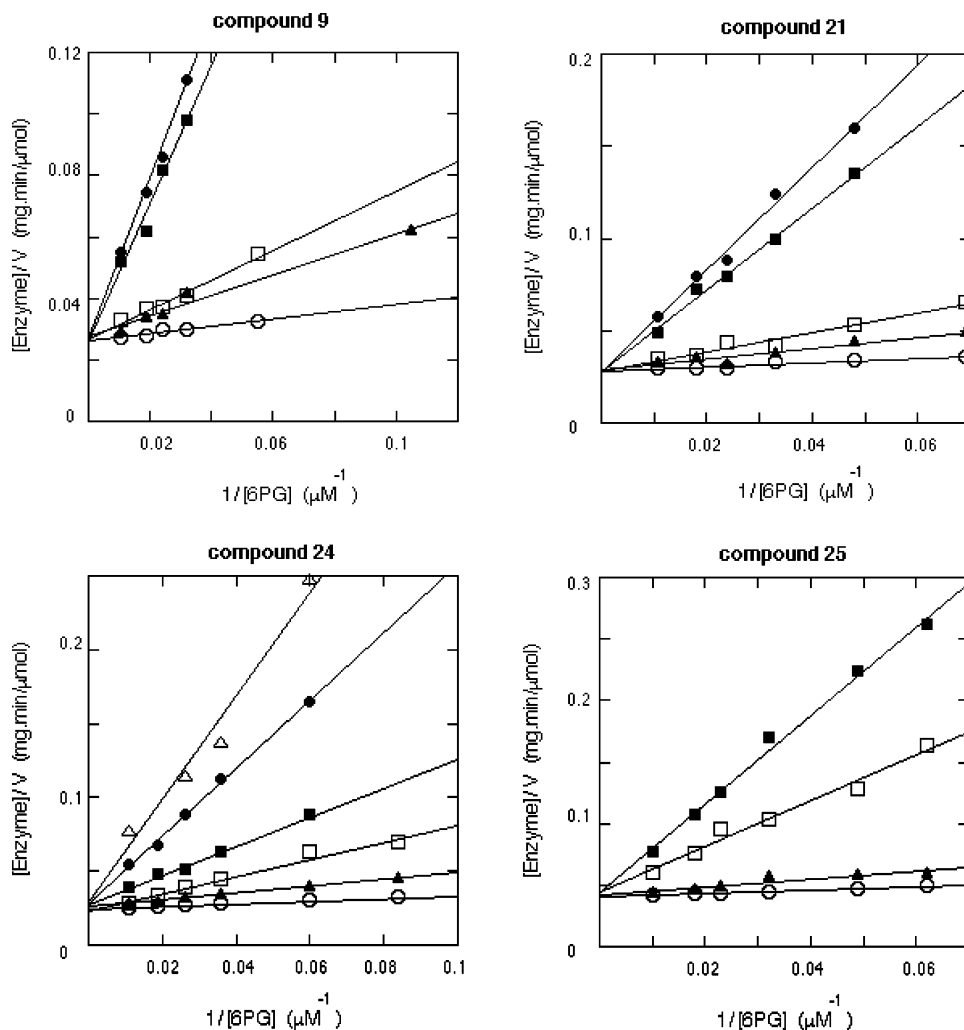 compound 9
0.12
0.08
0.04
0
[Enzyme]/V (mg.min/μmol)
0.02
0.06
0.1
1/[6PG] (μM⁻¹)
compound 21
0.2
0.1
0
[Enzyme]/V (mg.min/μmol)
0.02
0.04
0.06
1/[6PG] (μM⁻¹)
compound 24
0.2
0.1
0
[Enzyme]/V (mg.min/μmol)
0.02
0.04
0.06
0.08
0.1
1/[6PG] (μM⁻¹)
compound 25
0.3
0.2
0.1
0
[Enzyme]/V (mg.min/μmol)
0.02
0.04
0.06
1/[6PG] (μM⁻¹)